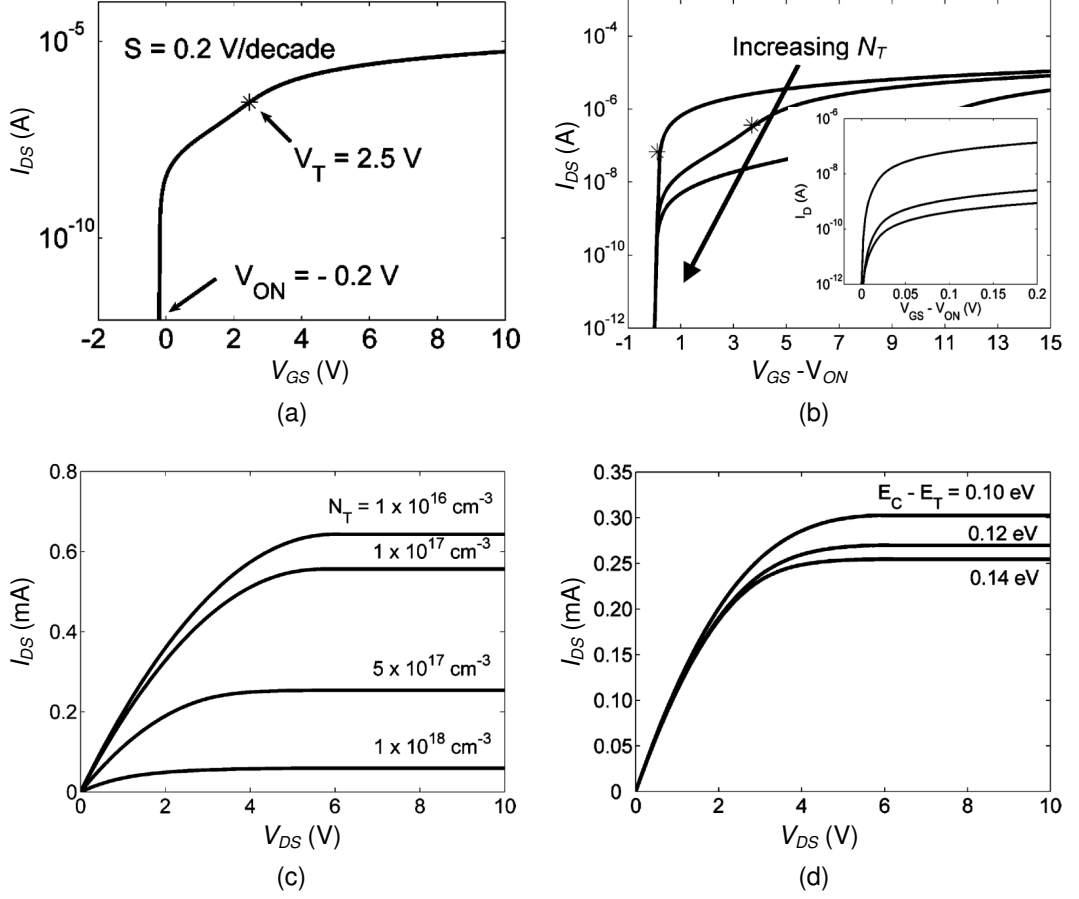 S = 0.2 V/decade
V_T = 2.5 V
V_ON = - 0.2 V
10^-5
10^-10
I_DS (A)
-2 0 2 4 6 8 10
V_GS (V)
(a)
Increasing N_T
10^-4
10^-6
10^-8
10^-10
10^-12
I_DS (A)
-1 1 3 5 7 9 11 13 15
V_GS -V_ON
10^-6
10^-8
10^-10
10^-12
I_D (A)
0 0.05 0.1 0.15 0.2
V_GS - V_ON (V)
(b)
N_T = 1 x 10^16 cm^-3
1 x 10^17 cm^-3
5 x 10^17 cm^-3
1 x 10^18 cm^-3
0.8
0.6
0.4
0.2
0
I_DS (mA)
0 2 4 6 8 10
V_DS (V)
(c)
E_C - E_T = 0.10 eV
0.12 eV
0.14 eV
0.35
0.30
0.25
0.20
0.15
0.10
0.05
0
I_DS (mA)
0 2 4 6 8 10
V_DS (V)
(d)